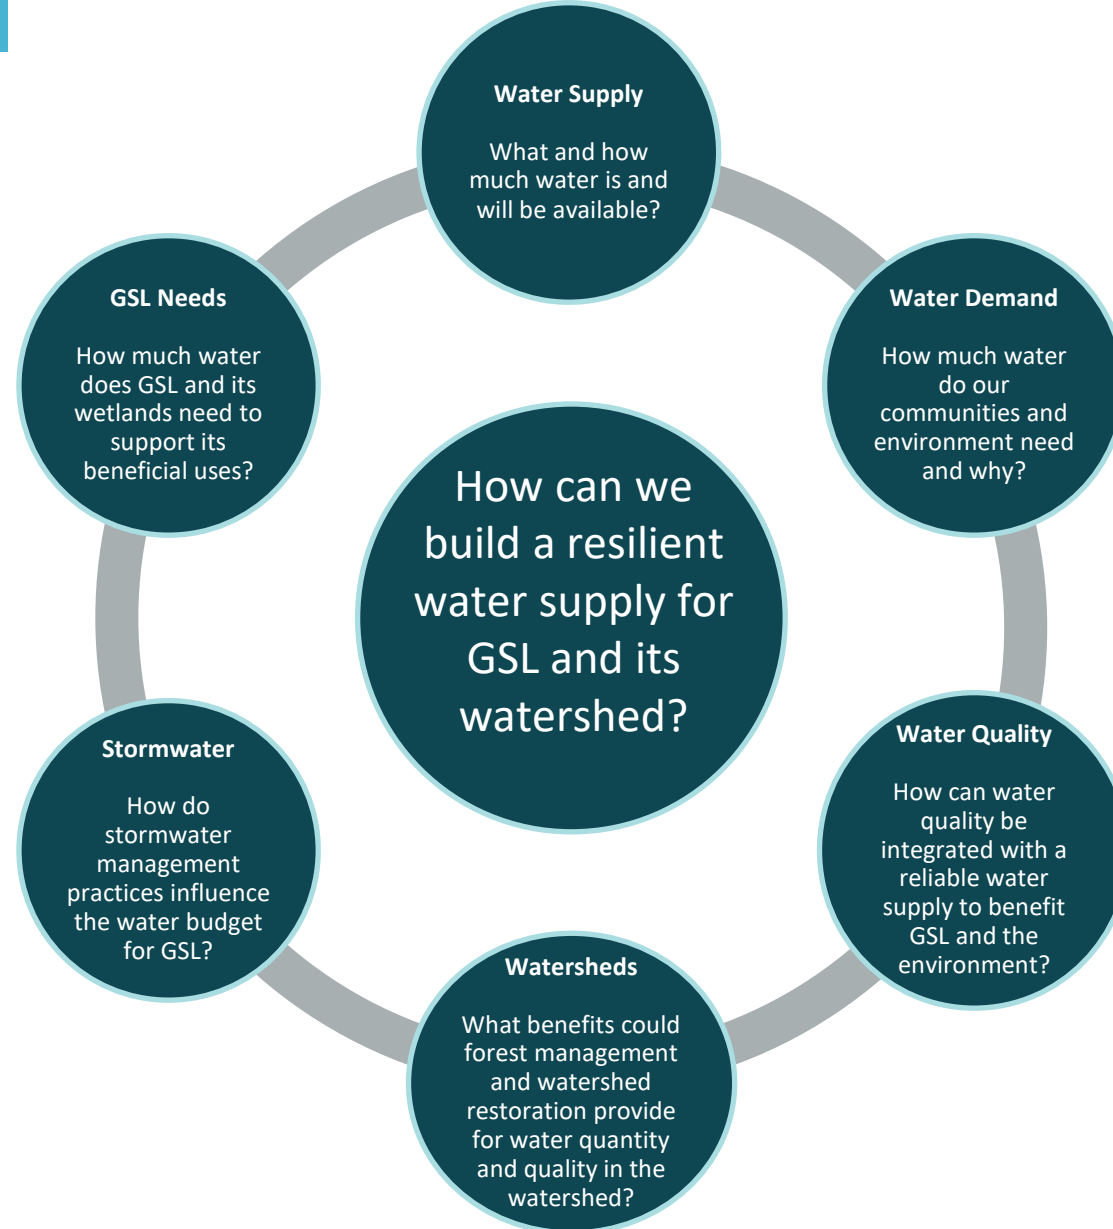 Water Supply
What and how
much water is and
will be available?
Water Demand
How much water
do our
communities and
environment need
and why?
Water Quality
How can water
quality be
integrated with a
reliable water
supply to benefit
GSL and the
environment?
Watersheds
What benefits could
forest management
and watershed
restoration provide
for water quantity
and quality in the
watershed?
Stormwater
How do
stormwater
management
practices influence
the water budget
for GSL?
GSL Needs
How much water
does GSL and its
wetlands need to
support its
beneficial uses?
How can we
build a resilient
water supply for
GSL and its
watershed?